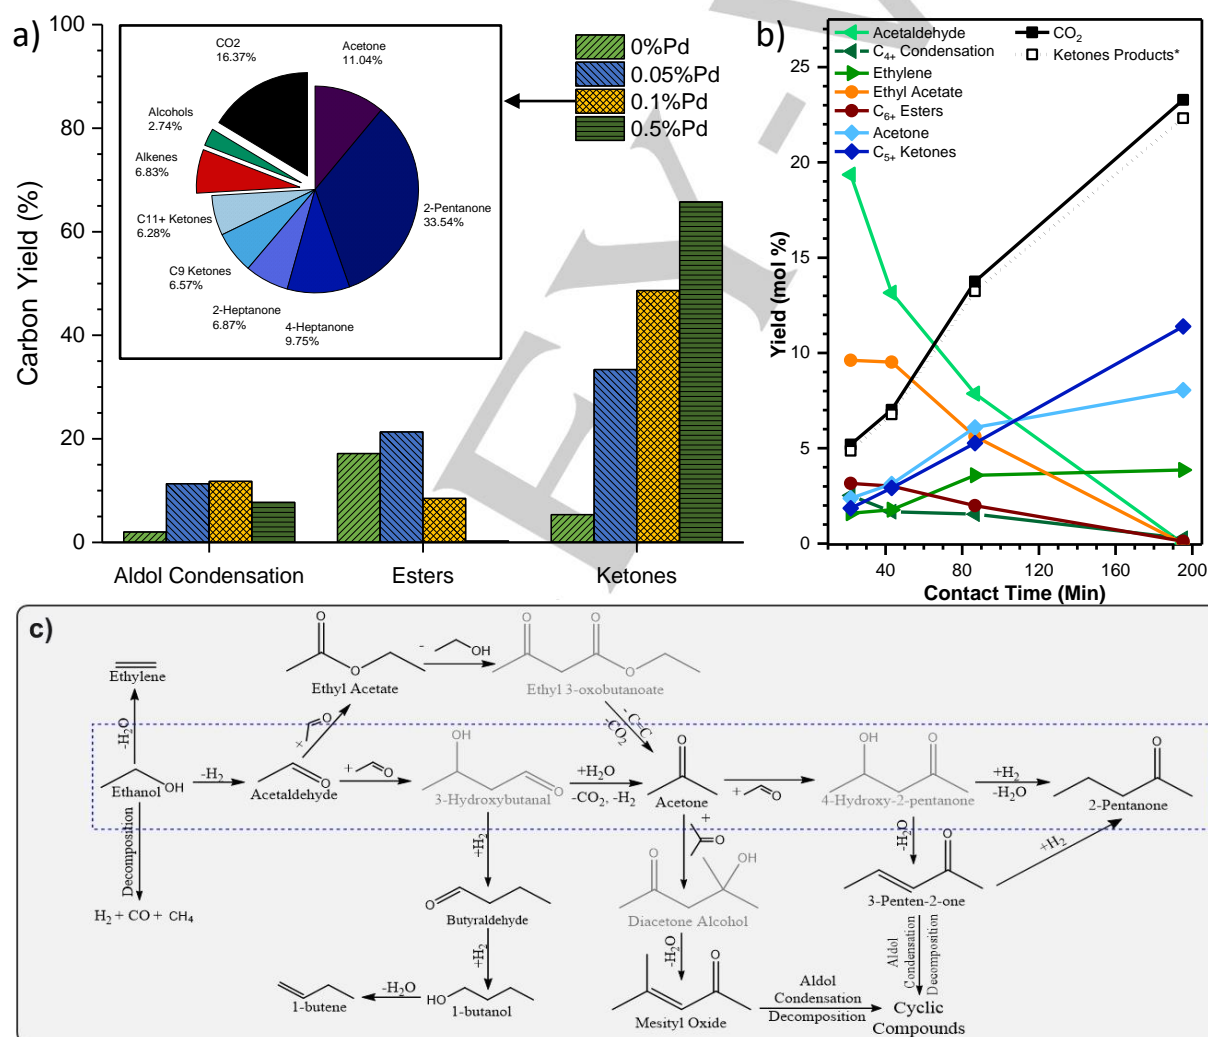 a)
100
80
60
40
20
0
Carbon Yield (%)
CO2
16.37%
Acetone
11.04%
Alcohols
2.74%
Alkenes
6.83%
C11+ Ketones
6.28%
C9 Ketones
6.57%
2-Heptanone
6.87%
4-Heptanone
9.75%
2-Pentanone
33.54%
0%Pd
0.05%Pd
0.1%Pd
0.5%Pd
Aldol Condensation
Esters
Ketones
b)
Acetaldehyde
C4+ Condensation
Ethylene
Ethyl Acetate
C6+ Esters
Acetone
C5+ Ketones
CO2
Ketones Products*
25
20
15
10
5
0
Yield (mol %)
40
80
120
160
200
Contact Time (Min)
c)
Ethylene
-H2O
Ethanol
OH
Decomposition
H2 + CO + CH4
-H2
Acetaldehyde
O
+
O
O
O
Ethyl Acetate
-
OH
O
O
O
Ethyl 3-oxobutanoate
- C=C
-CO2
+
O
OH
O
3-Hydroxybutanal
+H2O
-CO2, -H2
O
Acetone
+
O
OH
O
4-Hydroxy-2-pentanone
+H2
-H2O
O
2-Pentanone
+H2
O
Butyraldehyde
+H2
HO
1-butanol
-H2O
1-butene
+
O
O
OH
Diacetone Alcohol
-H2O
O
Mesityl Oxide
Aldol
Condensation
Decomposition
-H2O
O
3-Penten-2-one
+H2
Aldol
Condensation
Decomposition
Cyclic
Compounds